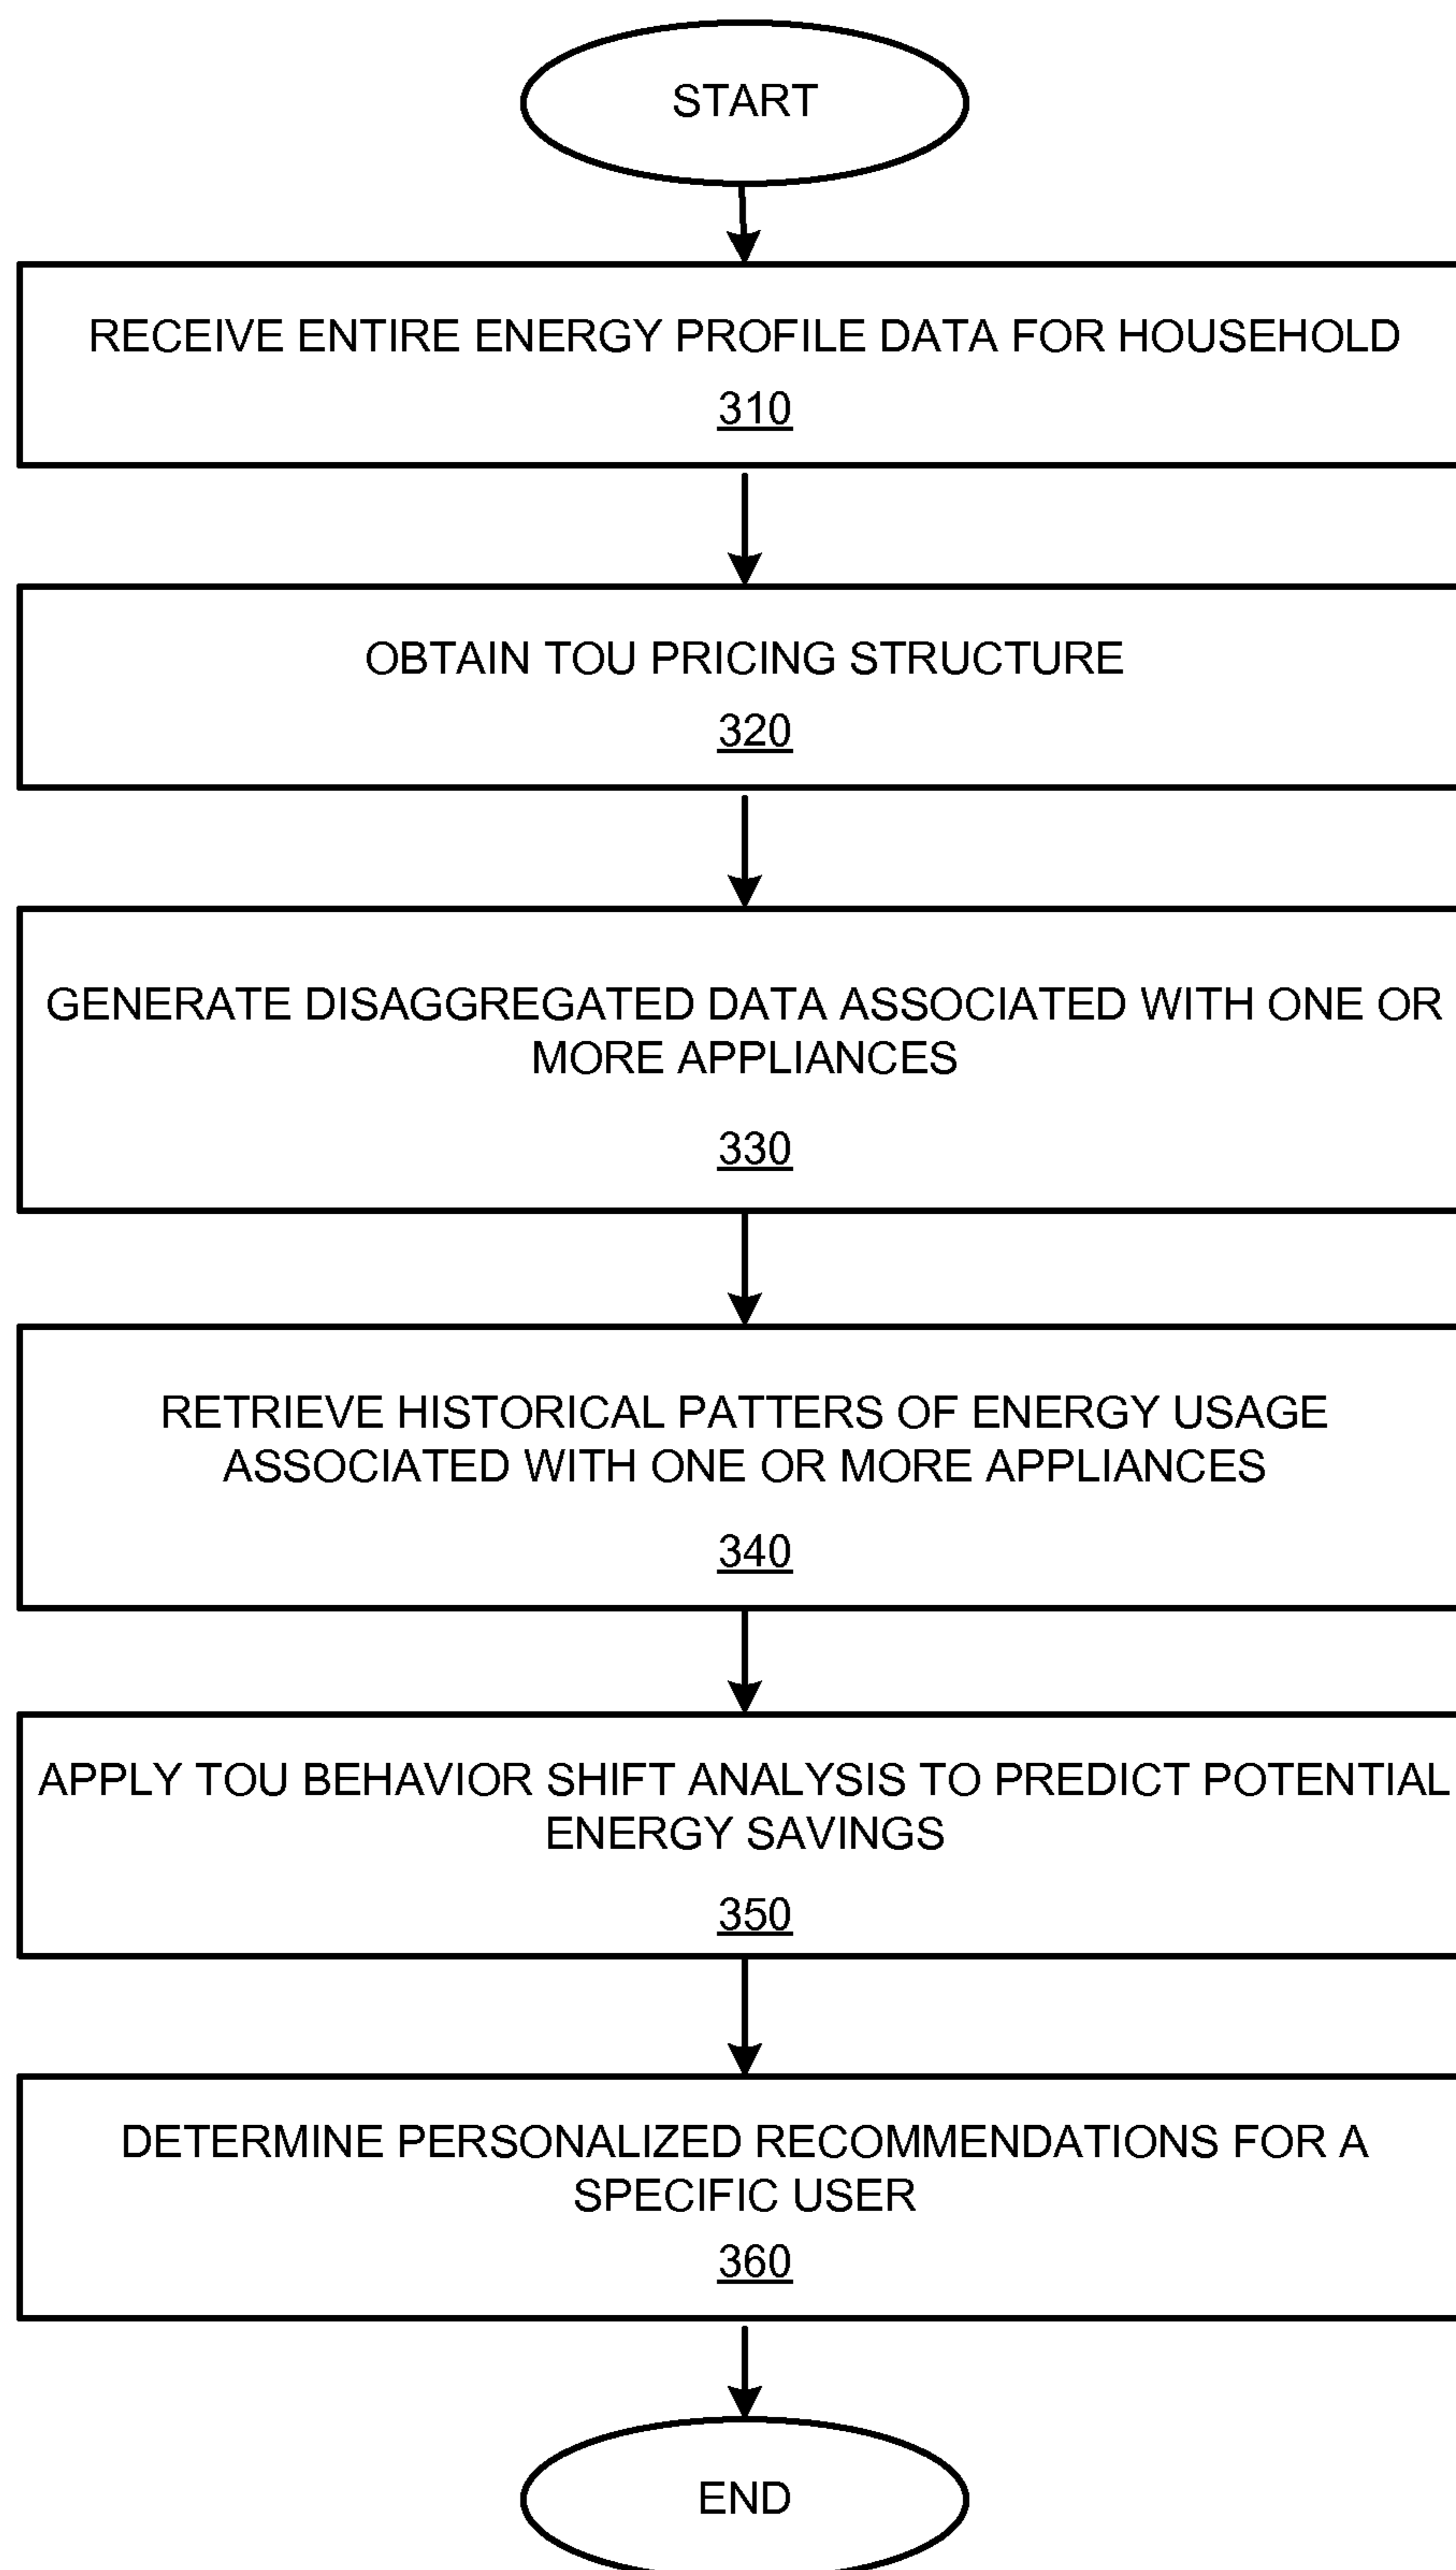 START
RECEIVE ENTIRE ENERGY PROFILE DATA FOR HOUSEHOLD
310
OBTAIN TOU PRICING STRUCTURE
320
GENERATE DISAGGREGATED DATA ASSOCIATED WITH ONE OR
MORE APPLIANCES
330
RETRIEVE HISTORICAL PATTERS OF ENERGY USAGE
ASSOCIATED WITH ONE OR MORE APPLIANCES
340
APPLY TOU BEHAVIOR SHIFT ANALYSIS TO PREDICT POTENTIAL
ENERGY SAVINGS
350
DETERMINE PERSONALIZED RECOMMENDATIONS FOR A
SPECIFIC USER
360
END